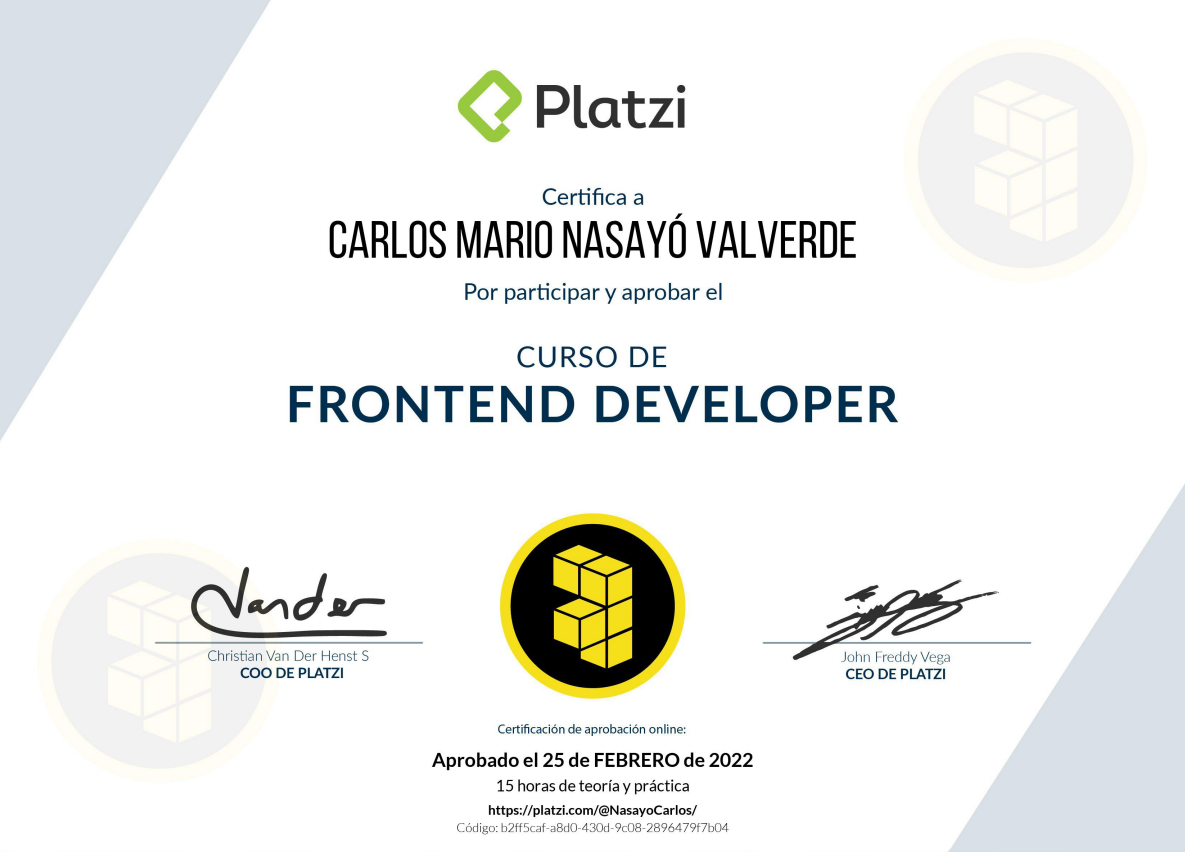 Platzi
Certifica a
CARLOS MARIO NASAYÓ VALVERDE
Por participar y aprobar el
CURSO DE
FRONTEND DEVELOPER
Vander
Christian Van Der Henst S
COO DE PLATZI
John Freddy Vega
CEO DE PLATZI
Certificación de aprobación online:
Aprobado el 25 de FEBRERO de 2022
15 horas de teoría y práctica
https://platzi.com/@NasayoCarlos/
Código: b2ff5caf-a8d0-430d-9c08-2896479f7b04